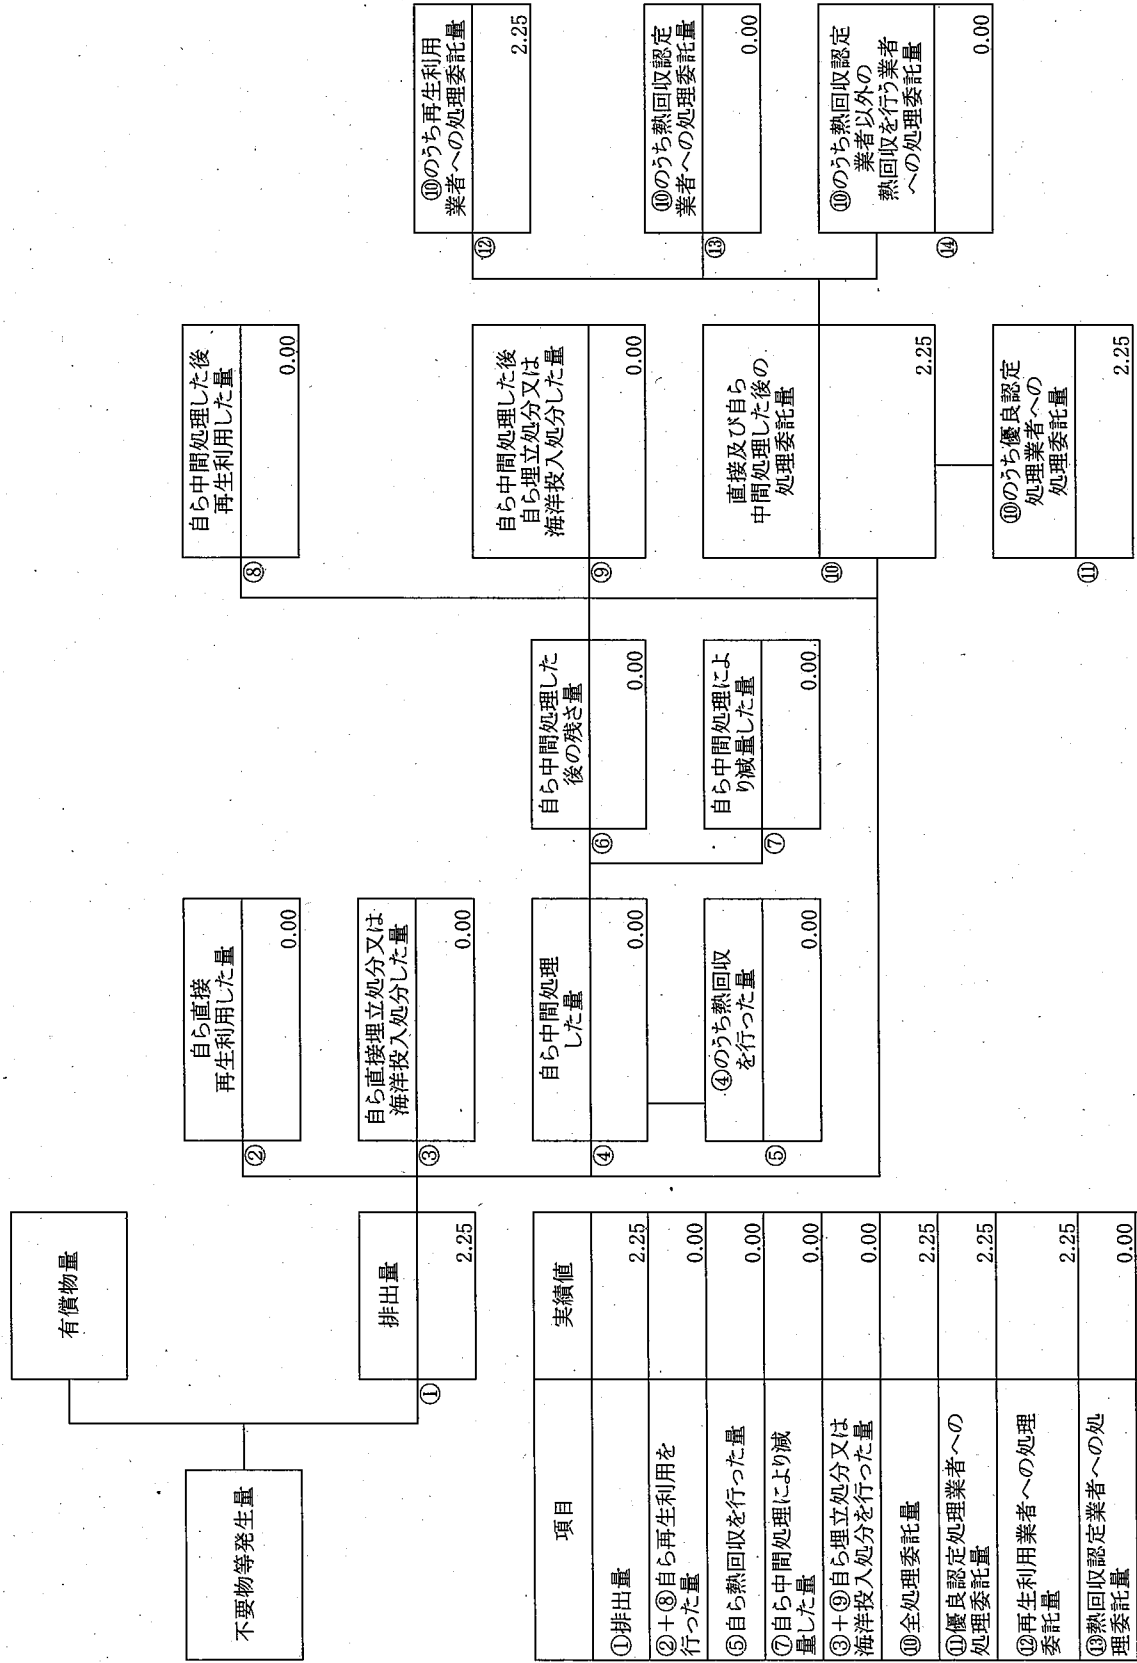 不要物等発生量
有償物量
排出量
①
2.25
自ら直接
再生利用した量
②
0.00
自ら直接埋立処分又は
海洋投入処分した量
③
0.00
自ら中間処理
した量
④
0.00
④のうち熱回収
を行った量
⑤
0.00
自ら中間処理した
後の残さ量
⑥
0.00
自ら中間処理によ
り減量した量
⑦
0.00
自ら中間処理した後
再生利用した量
⑧
0.00
自ら中間処理した後
自ら埋立処分又は
海洋投入処分した量
⑨
0.00
直接及び自ら
中間処理した後の
処理委託量
⑩
2.25
⑩のうち優良認定
処理業者への
処理委託量
⑪
2.25
⑩のうち再生利用
業者への処理委託量
⑫
2.25
⑩のうち熱回収認定
業者への処理委託量
⑬
0.00
⑩のうち熱回収認定
業者以外の
熱回収を行う業者
への処理委託量
⑭
0.00
項目 実績値
①排出量 2.25
②+⑧自ら再生利用を
行った量 0.00
⑤自ら熱回収を行った量 0.00
⑦自ら中間処理により減
量した量 0.00
③+⑨自ら埋立処分又は
海洋投入処分を行った量 0.00
⑩全処理委託量 2.25
⑪優良認定処理業者への
処理委託量 2.25
⑫再生利用業者への処理
委託量 2.25
⑬熱回収認定業者への処
理委託量 0.00